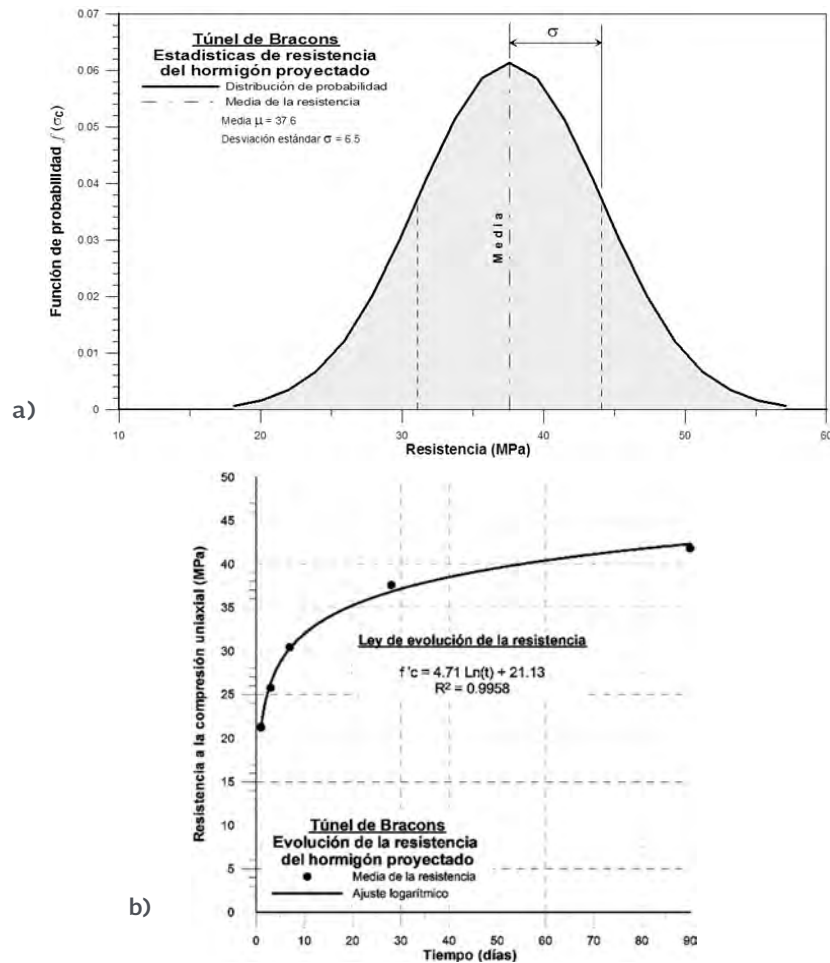 Túnel de Bracons
Estadisticas de resistencia
del hormigón proyectado
Distribución de probabilidad
Media de la resistencia
Media μ = 37.6
Desviación estándar σ = 6.5
σ
Media
Función de probabilidad f (σc)
0.07
0.06
0.05
0.04
0.03
0.02
0.01
0
10 20 30 40 50 60
Resistencia (MPa)
a)
Resistencia a la compresión uniaxial (MPa)
50
45
40
35
30
25
20
15
10
5
0
Ley de evolución de la resistencia
f'c = 4.71 Ln(t) + 21.13
R² = 0.9958
Túnel de Bracons
Evolución de la resistencia
del hormigón proyectado
Media de la resistencia
Ajuste logarítmico
0 10 20 30 40 50 60 70 80 90
Tiempo (días)
b)